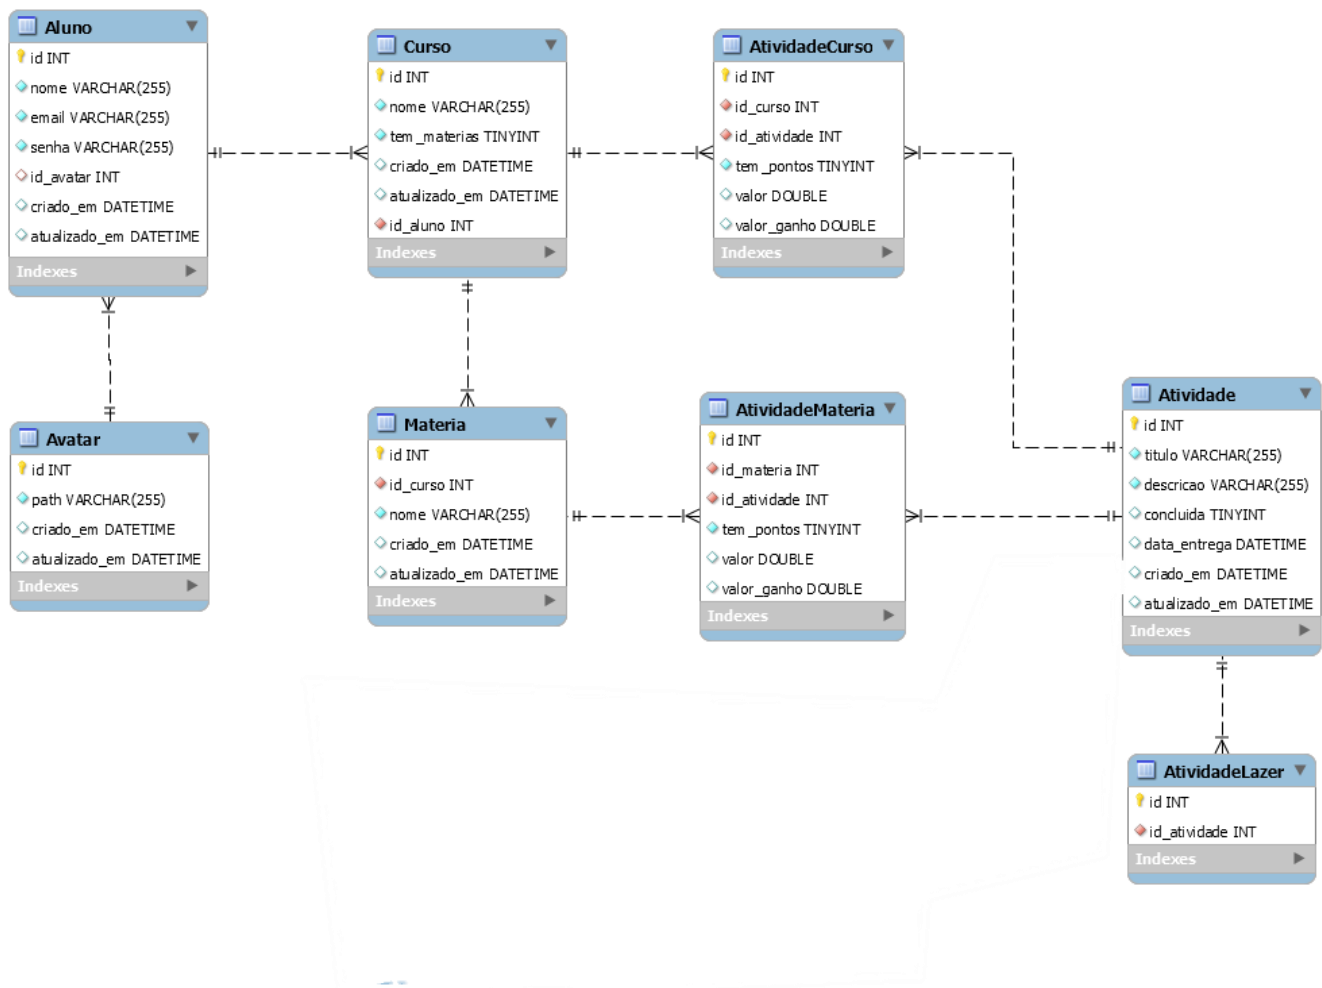 Aluno
id INT
nome VARCHAR(255)
email VARCHAR(255)
senha VARCHAR(255)
id_avatar INT
criado_em DATETIME
atualizado_em DATETIME
Indexes
Curso
id INT
nome VARCHAR(255)
tem_materias TINYINT
criado_em DATETIME
atualizado_em DATETIME
id_aluno INT
Indexes
AtividadeCurso
id INT
id_curso INT
id_atividade INT
tem_pontos TINYINT
valor DOUBLE
valor_ganho DOUBLE
Indexes
Avatar
id INT
path VARCHAR(255)
criado_em DATETIME
atualizado_em DATETIME
Indexes
Materia
id INT
id_curso INT
nome VARCHAR(255)
criado_em DATETIME
atualizado_em DATETIME
Indexes
AtividadeMateria
id INT
id_materia INT
id_atividade INT
tem_pontos TINYINT
valor DOUBLE
valor_ganho DOUBLE
Indexes
Atividade
id INT
titulo VARCHAR(255)
descricao VARCHAR(255)
concluida TINYINT
data_entrega DATETIME
criado_em DATETIME
atualizado_em DATETIME
Indexes
AtividadeLazer
id INT
id_atividade INT
Indexes